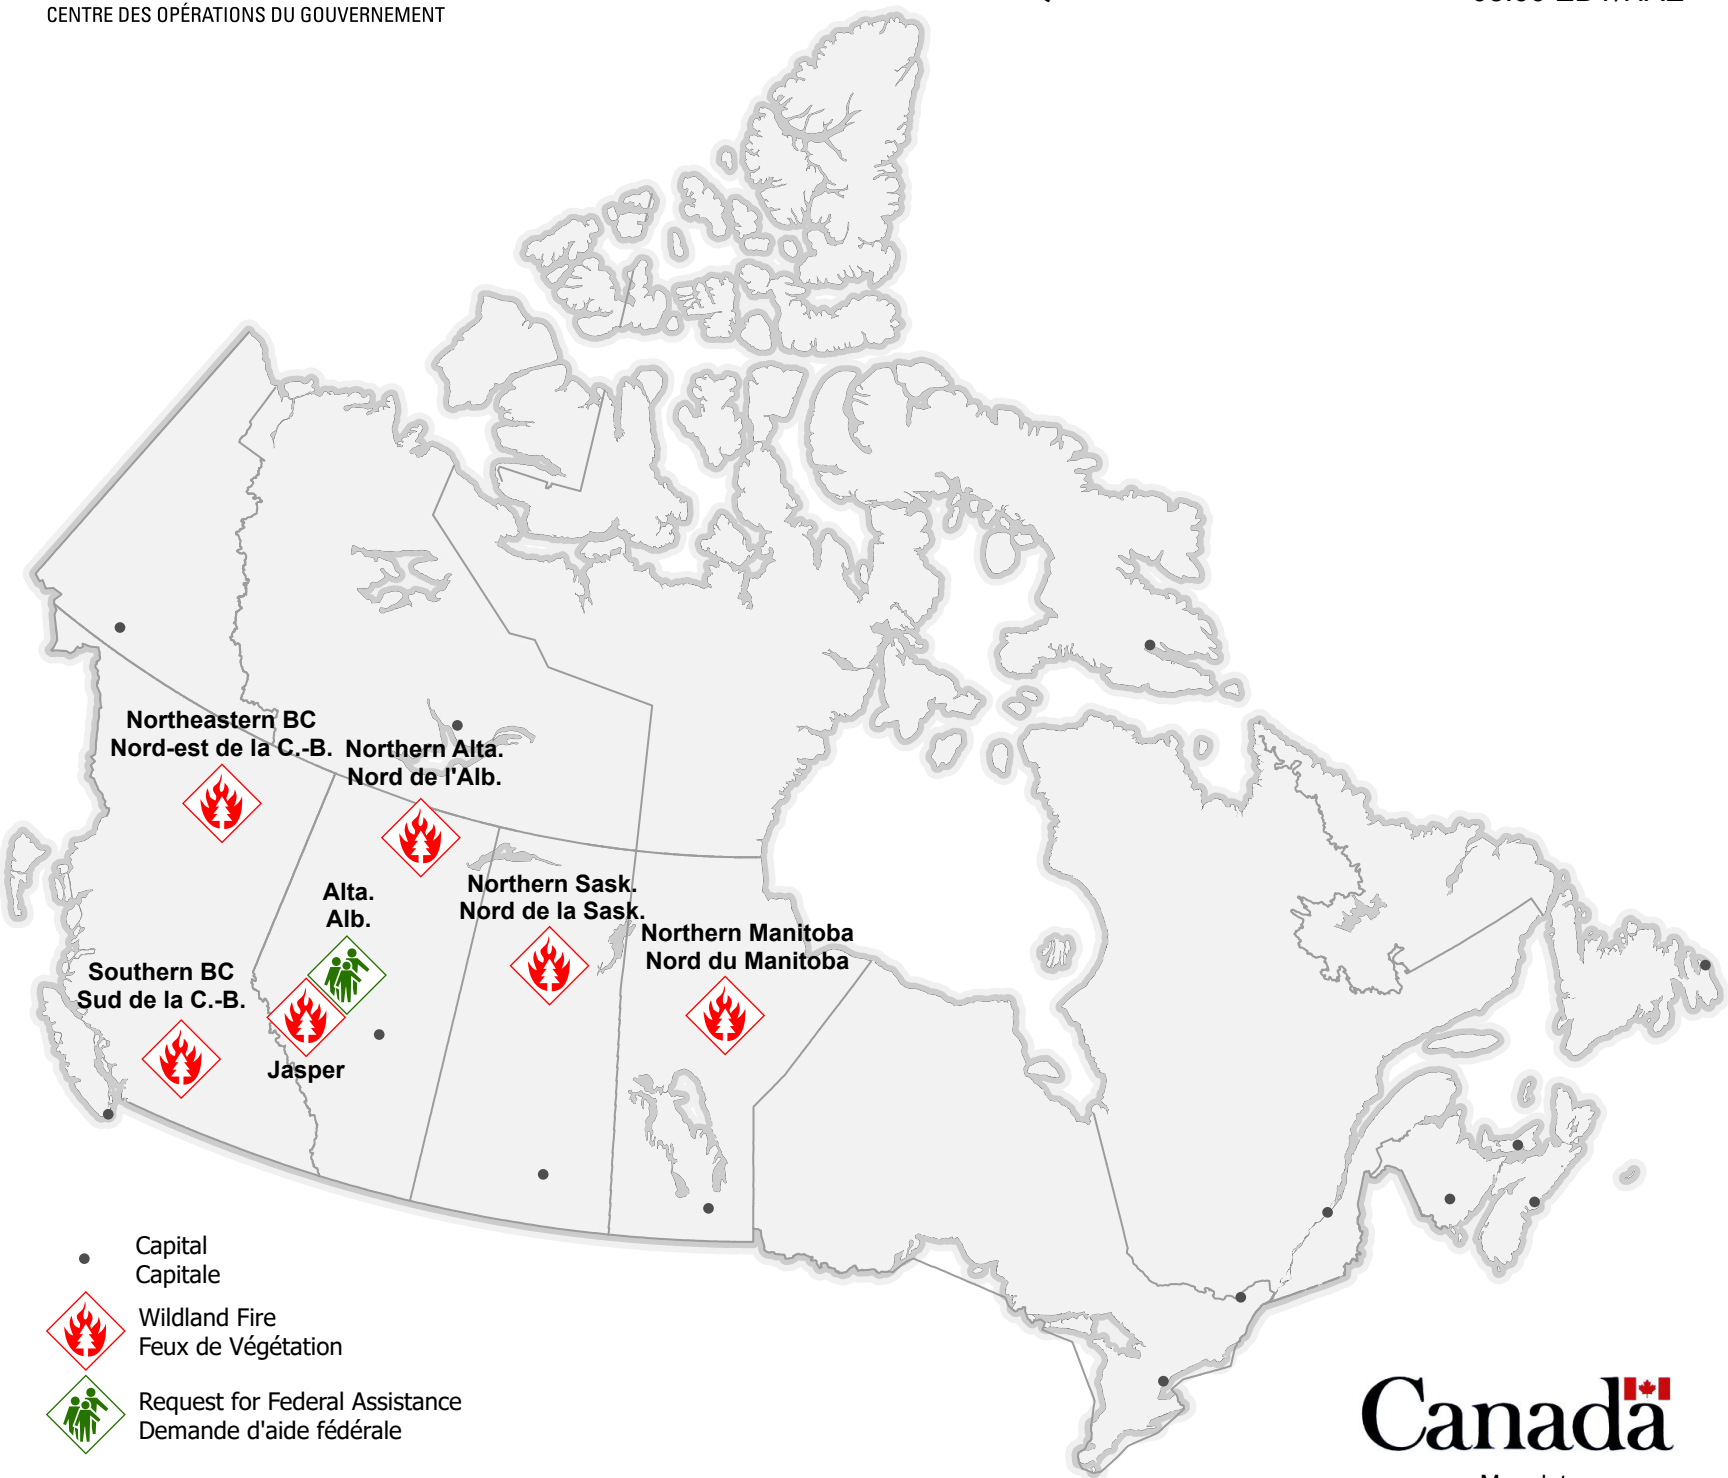 CENTRE DES OPÉRATIONS DU GOUVERNEMENT
Northeastern BC
Nord-est de la C.-B.
Northern Alta.
Nord de l'Alb.
Alta.
Alb.
Northern Sask.
Nord de la Sask.
Northern Manitoba
Nord du Manitoba
Southern BC
Sud de la C.-B.
Jasper
Capital
Capitale
Wildland Fire
Feux de Végétation
Request for Federal Assistance
Demande d'aide fédérale
Canada